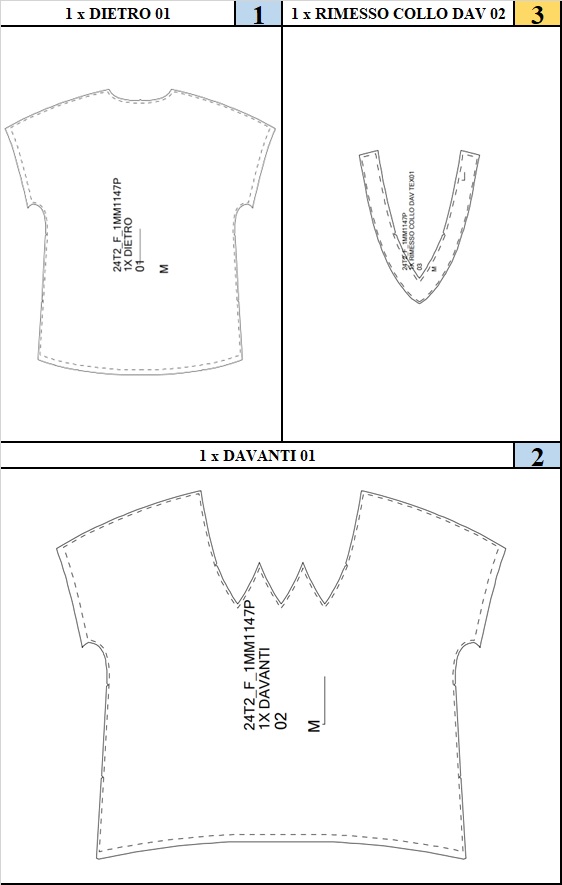 1 x DIETRO 01
1
1 x RIMESSO COLLO DAV 02
3
24T2_F_1MM1147P
1X DIETRO
01
M
24T2_F_1MM1147P
1X RIMESSO COLLO DAV TEX01
03
M
1 x DAVANTI 01
2
24T2_F_1MM1147P
1X DAVANTI
02
M